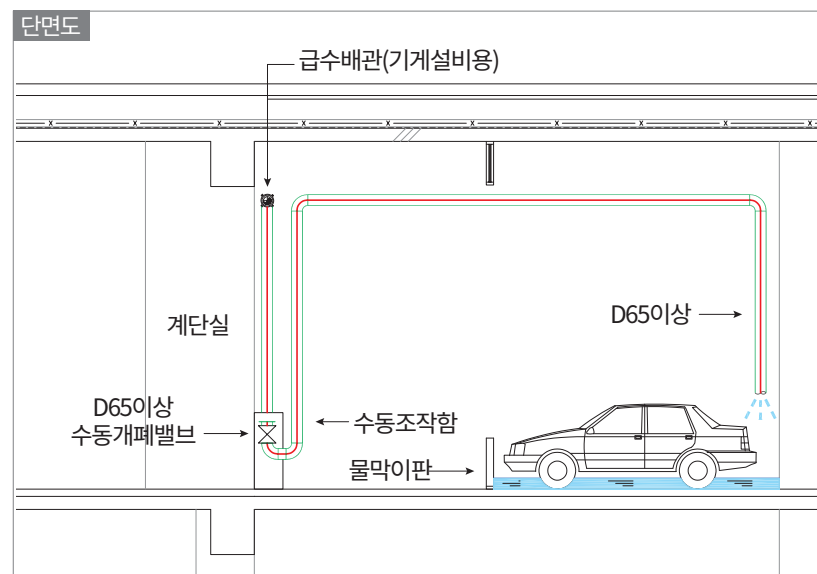 단면도
급수배관(기게설비용)
계단실
D65이상
D65이상
수동개폐밸브
수동조작함
물막이판